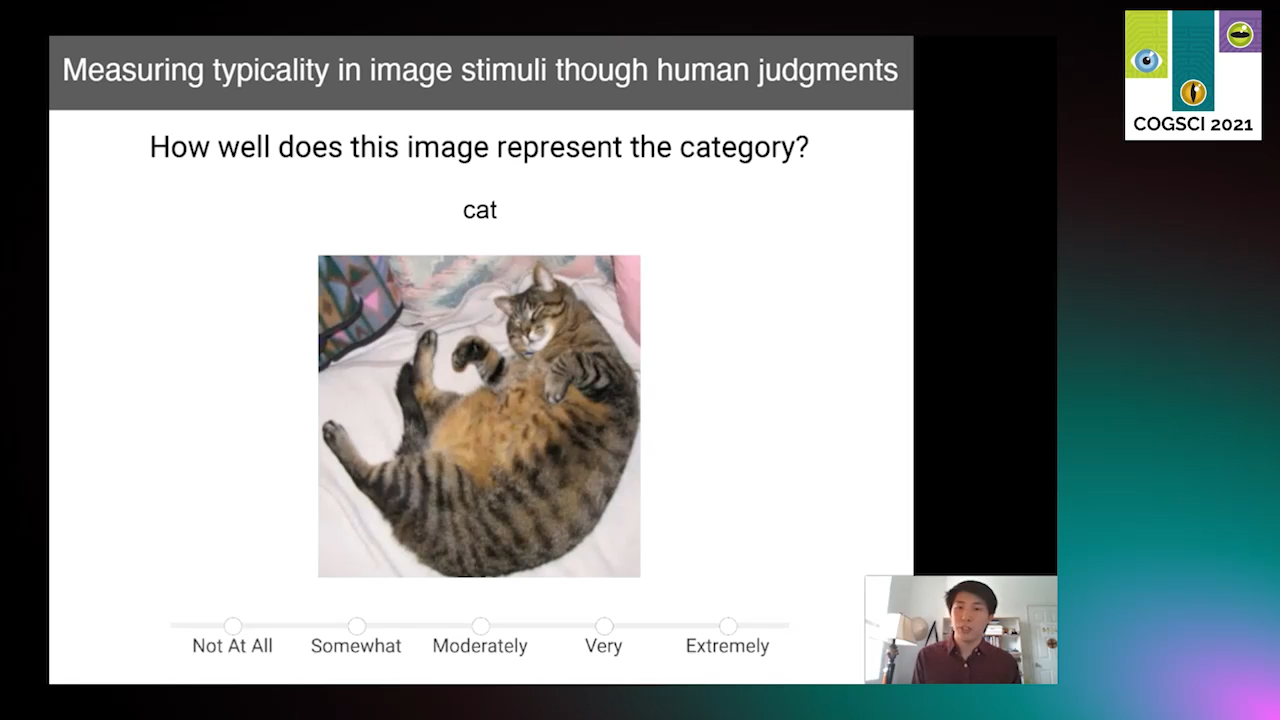 Measuring typicality in image stimuli though human judgments
How well does this image represent the category?
cat
Not At All Somewhat Moderately Very Extremely
COGSCI 2021